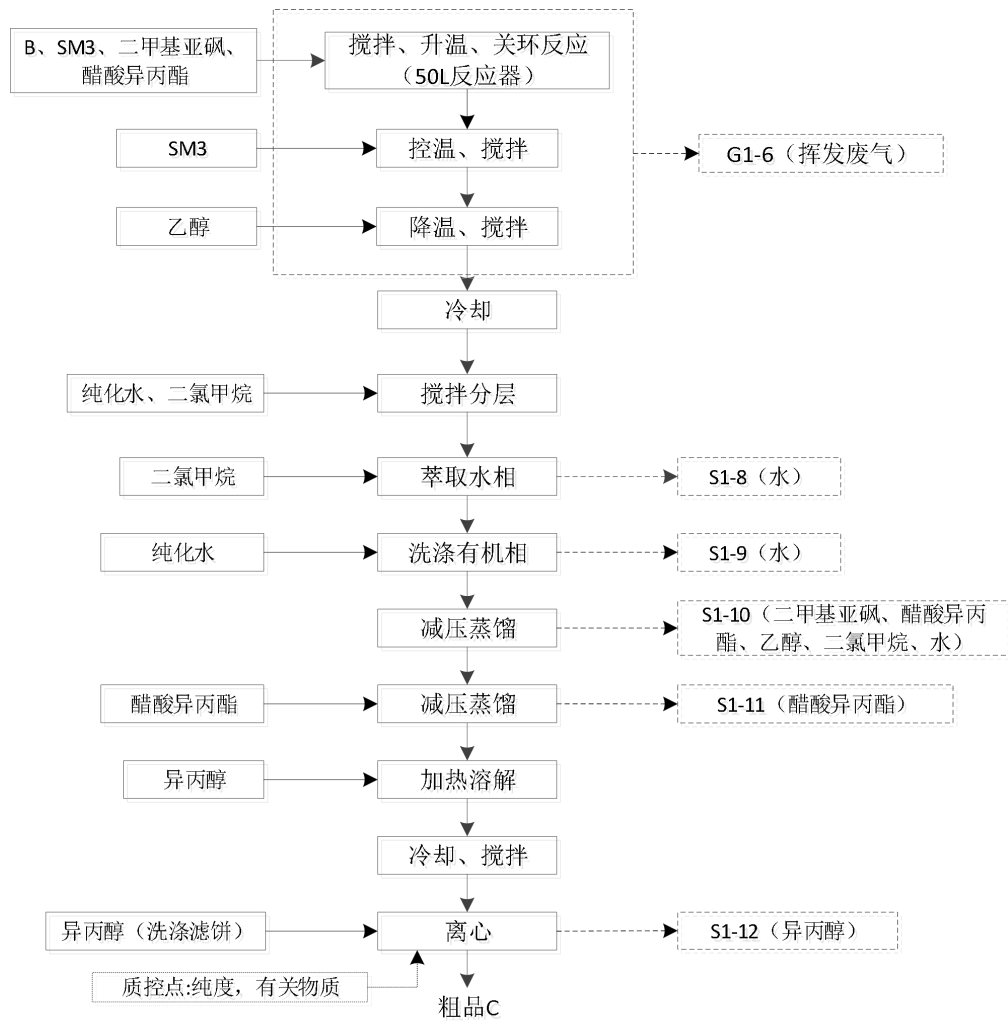 B、SM3、二甲基亚砜、
醋酸异丙酯
搅拌、升温、关环反应
（50L反应器）
SM3
控温、搅拌
G1-6（挥发废气）
乙醇
降温、搅拌
冷却
纯化水、二氯甲烷
搅拌分层
二氯甲烷
萃取水相
S1-8（水）
纯化水
洗涤有机相
S1-9（水）
减压蒸馏
S1-10（二甲基亚砜、醋酸异丙
酯、乙醇、二氯甲烷、水）
醋酸异丙酯
减压蒸馏
S1-11（醋酸异丙酯）
异丙醇
加热溶解
冷却、搅拌
异丙醇（洗涤滤饼）
离心
S1-12（异丙醇）
质控点:纯度，有关物质
粗品C